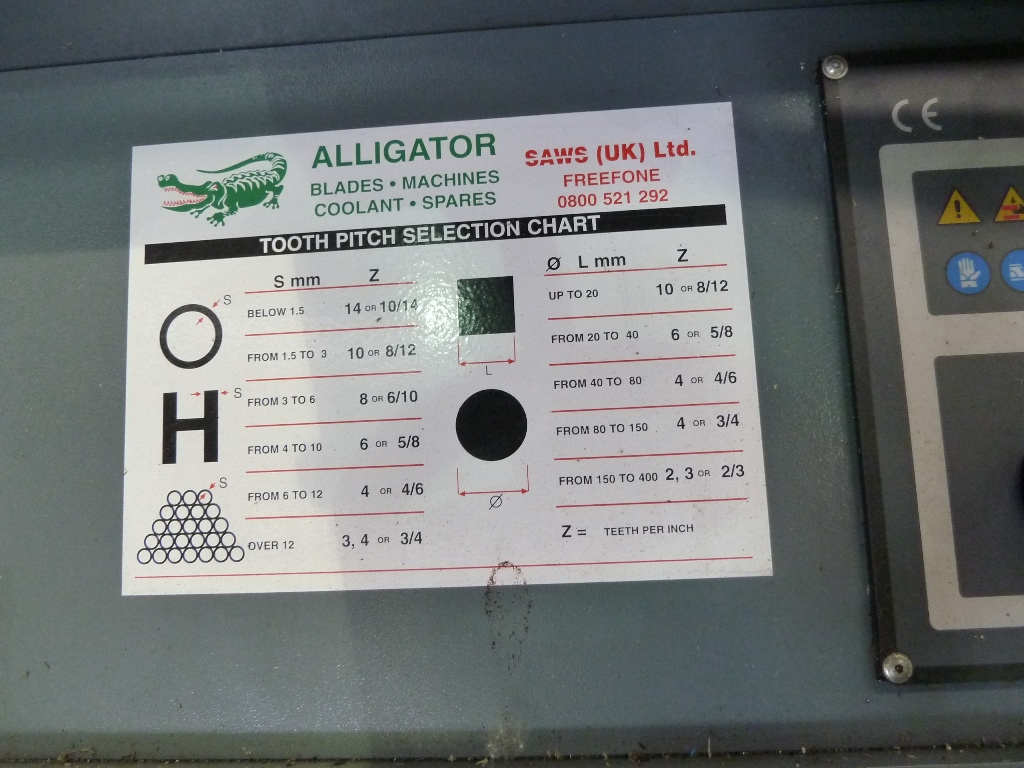 ALLIGATOR
BLADES • MACHINES
COOLANT • SPARES
SAWS (UK) Ltd.
FREEFONE
0800 521 292
TOOTH PITCH SELECTION CHART
S mm Z
S
BELOW 1.5 14 OR 10/14
FROM 1.5 TO 3 10 OR 8/12
S
FROM 3 TO 6 8 OR 6/10
FROM 4 TO 10 6 OR 5/8
S
FROM 6 TO 12 4 OR 4/6
OVER 12 3, 4 OR 3/4
L
Ø
Ø L mm Z
UP TO 20 10 OR 8/12
FROM 20 TO 40 6 OR 5/8
FROM 40 TO 80 4 OR 4/6
FROM 80 TO 150 4 OR 3/4
FROM 150 TO 400 2, 3 OR 2/3
Z = TEETH PER INCH
CE